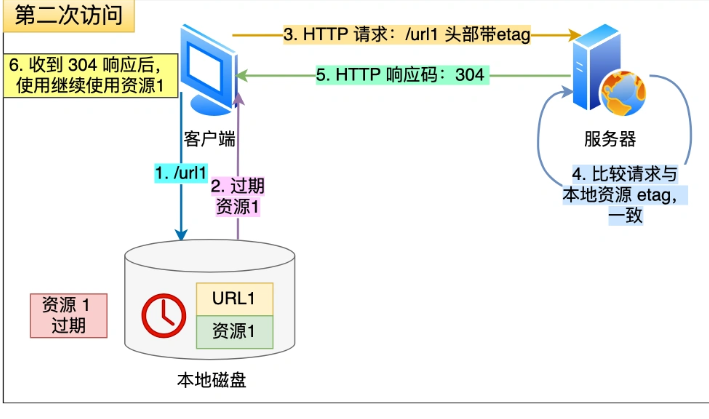 第二次访问
3. HTTP 请求：/url1 头部带etag
6. 收到 304 响应后，
使用继续使用资源1
5. HTTP 响应码：304
客户端
服务器
1. /url1
2. 过期
资源1
4. 比较请求与
本地资源 etag，
一致
资源 1
过期
URL1
资源1
本地磁盘